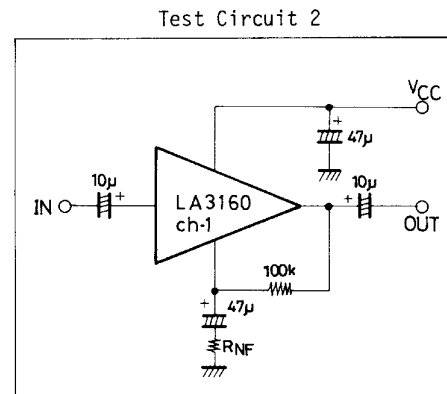 Test Circuit 2
VCC
+
47μ
10μ
+
IN
LA3160
ch-1
10μ
+
OUT
100k
+
47μ
RNF